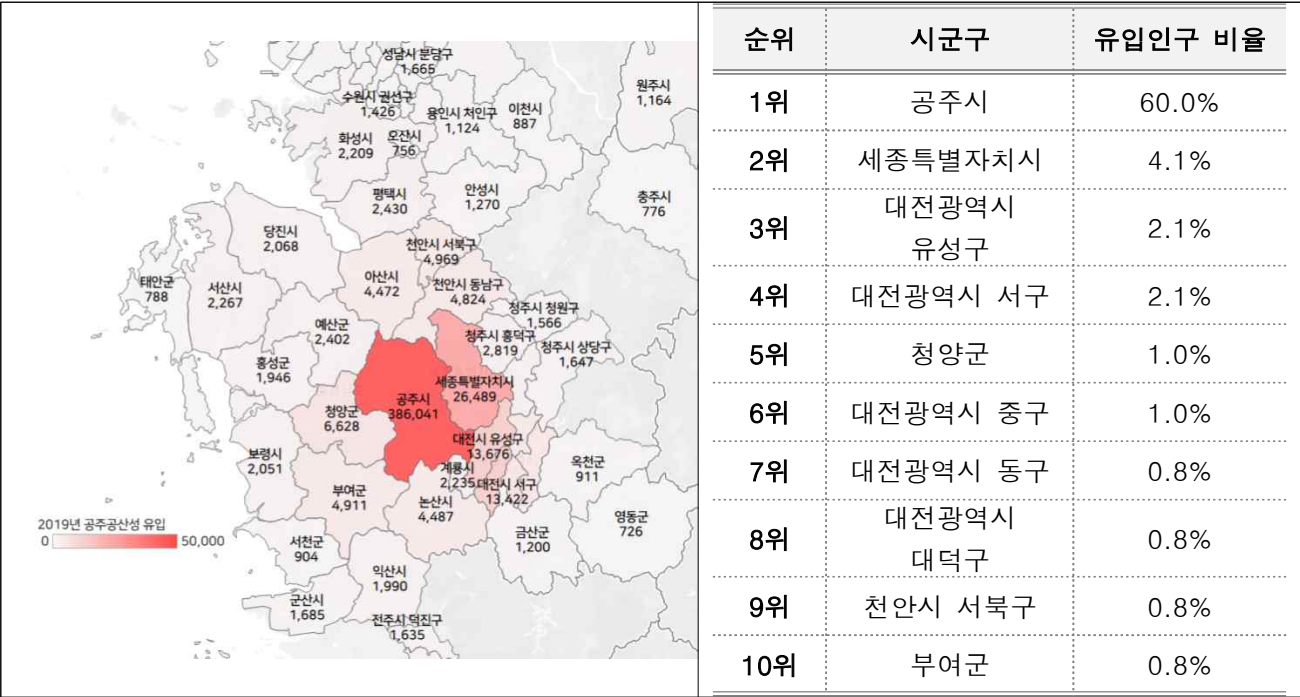 성남시 분당구
1,665
원주시
1,164
수원시 권선구
1,426
용인시 처인구
1,124
이천시
887
화성시
2,209
오산시
756
평택시
2,430
안성시
1,270
충주시
776
당진시
2,068
천안시 서북구
4,969
태안군
788
서산시
2,267
아산시
4,472
천안시 동남구
4,824
청주시 청원구
1,566
예산군
2,402
청주시 흥덕구
2,819
청주시 상당구
1,647
홍성군
1,946
세종특별자치시
26,489
공주시
386,041
청양군
6,628
대전시 유성구
13,676
보령시
2,051
계룡시
2,235
대전시 서구
13,422
옥천군
911
부여군
4,911
논산시
4,487
영동군
726
금산군
1,200
2019년 공주공산성 유입
0 50,000
서천군
904
익산시
1,990
군산시
1,685
전주시 덕진구
1,635
순위 시군구 유입인구 비율
1위 공주시 60.0%
2위 세종특별자치시 4.1%
3위 대전광역시 유성구 2.1%
4위 대전광역시 서구 2.1%
5위 청양군 1.0%
6위 대전광역시 중구 1.0%
7위 대전광역시 동구 0.8%
8위 대전광역시 대덕구 0.8%
9위 천안시 서북구 0.8%
10위 부여군 0.8%